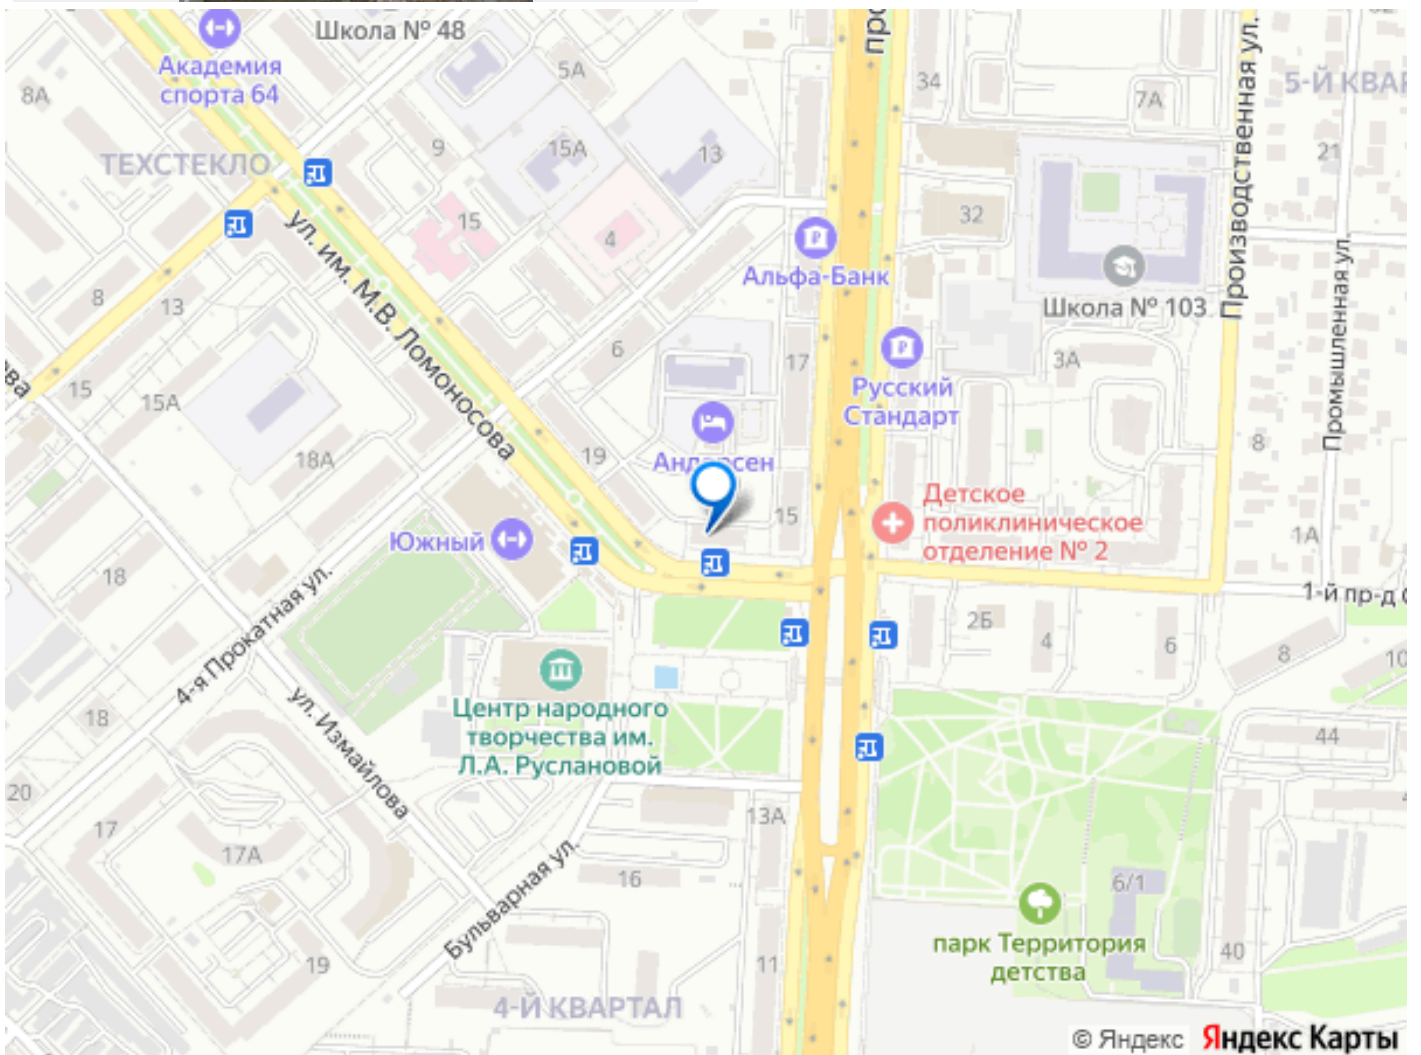 Школа № 48
Академия
спорта 64
8А
5А
ТЕХСТЕКЛО
9
15А
13
15
4
34
7А
5-Й КВАР
21
32
Производственная ул.
Промышленная ул.
ул. им. М.В. Ломоносова
Альфа-Банк
Школа № 103
8
13
6
17
3А
Русский
Стандарт
15
15А
18А
19
Андерсен
8
Южный
15
Детское
поликлиническое
отделение № 2
1А
18
4-я Прокатная ул.
1-й пр-д
2Б
4
6
8
10
Центр народного
творчества им.
Л.А. Руслановой
ул. Измайлова
18
44
20
17
17А
13А
16
Бульварная ул.
6/1
парк Территория
детства
19
11
40
4-Й КВАРТАЛ
© Яндекс Яндекс Карты